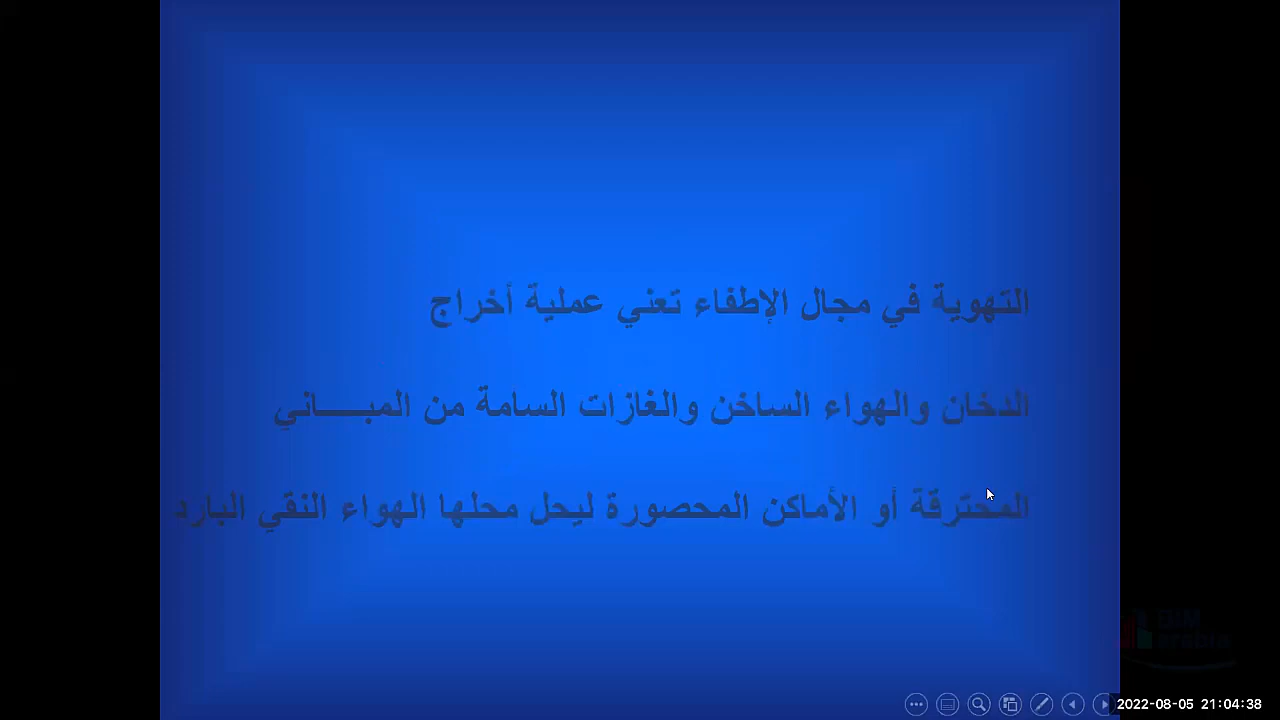 التهوية في مجال الإطفاء تعني عملية أخراج
الدخان والهواء الساخن والغازات السامة من المبـــــاني
المحترقة أو الأماكن المحصورة ليحل محلها الهواء النقي البارد
2022-08-05 21:04:38